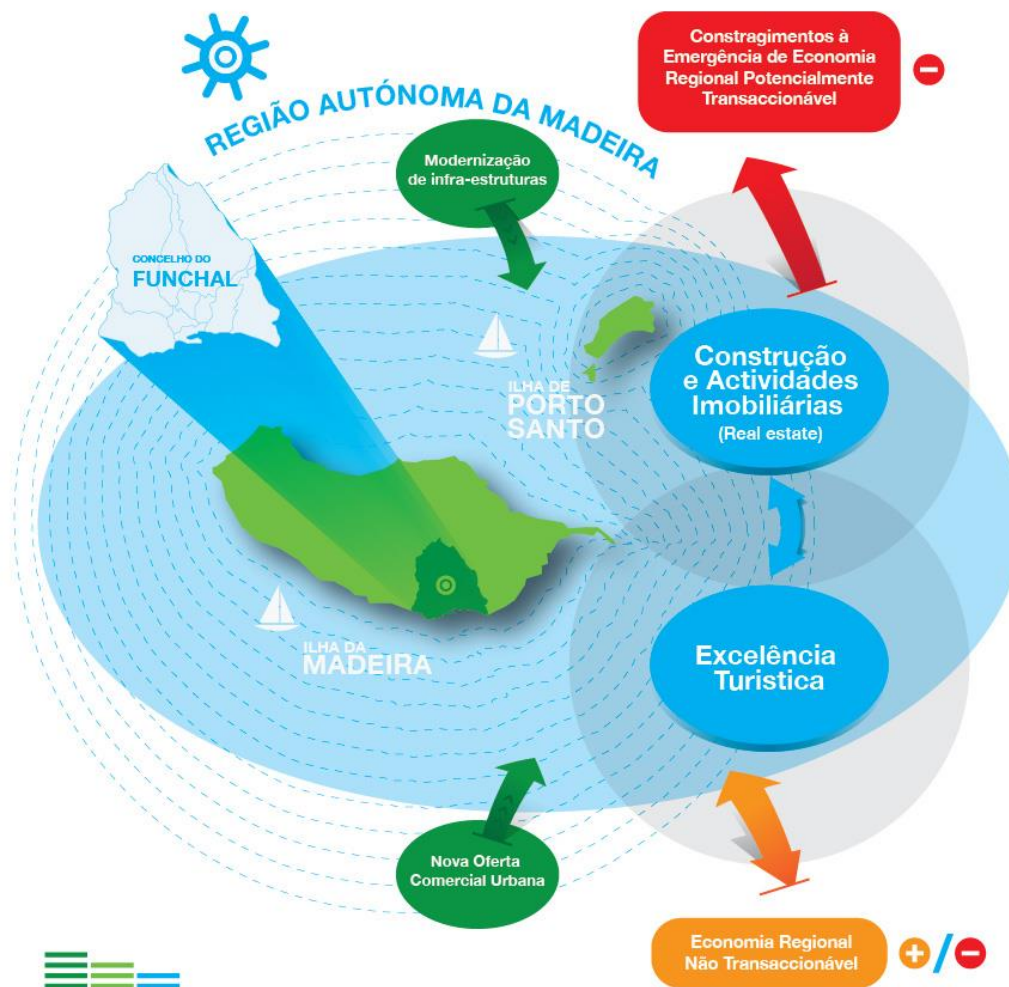 Constragimentos à
Emergência de Economia
Regional Potencialmente
Transaccionável
REGIÃO AUTÓNOMA DA MADEIRA
Modernização
de infra-estruturas
CONCELHO DO
FUNCHAL
Construção
e Actividades
Imobiliárias
(Real estate)
ILHA DE
PORTO
SANTO
Excelência
Turistica
ILHA DA
MADEIRA
Nova Oferta
Comercial Urbana
Economia Regional
Não Transaccionável
+/−